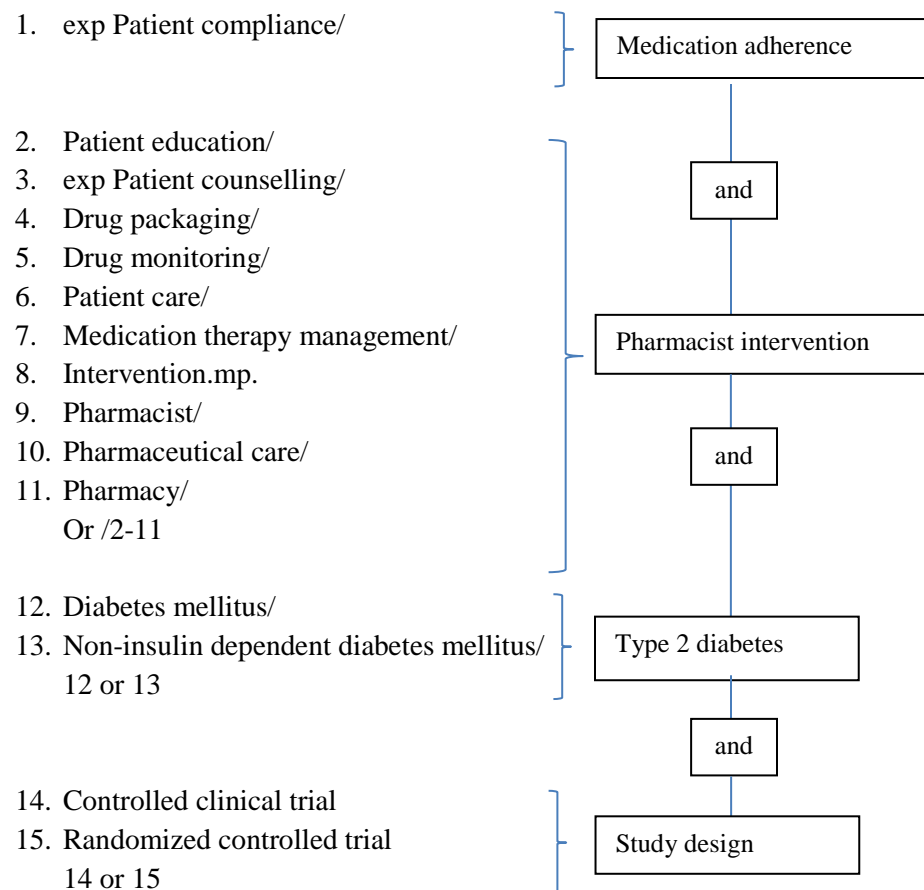 1. exp Patient compliance/
Medication adherence
2. Patient education/
3. exp Patient counselling/
and
4. Drug packaging/
5. Drug monitoring/
6. Patient care/
7. Medication therapy management/
Pharmacist intervention
8. Intervention.mp.
9. Pharmacist/
10. Pharmaceutical care/
and
11. Pharmacy/
Or /2-11
12. Diabetes mellitus/
13. Non-insulin dependent diabetes mellitus/
Type 2 diabetes
12 or 13
and
14. Controlled clinical trial
15. Randomized controlled trial
Study design
14 or 15